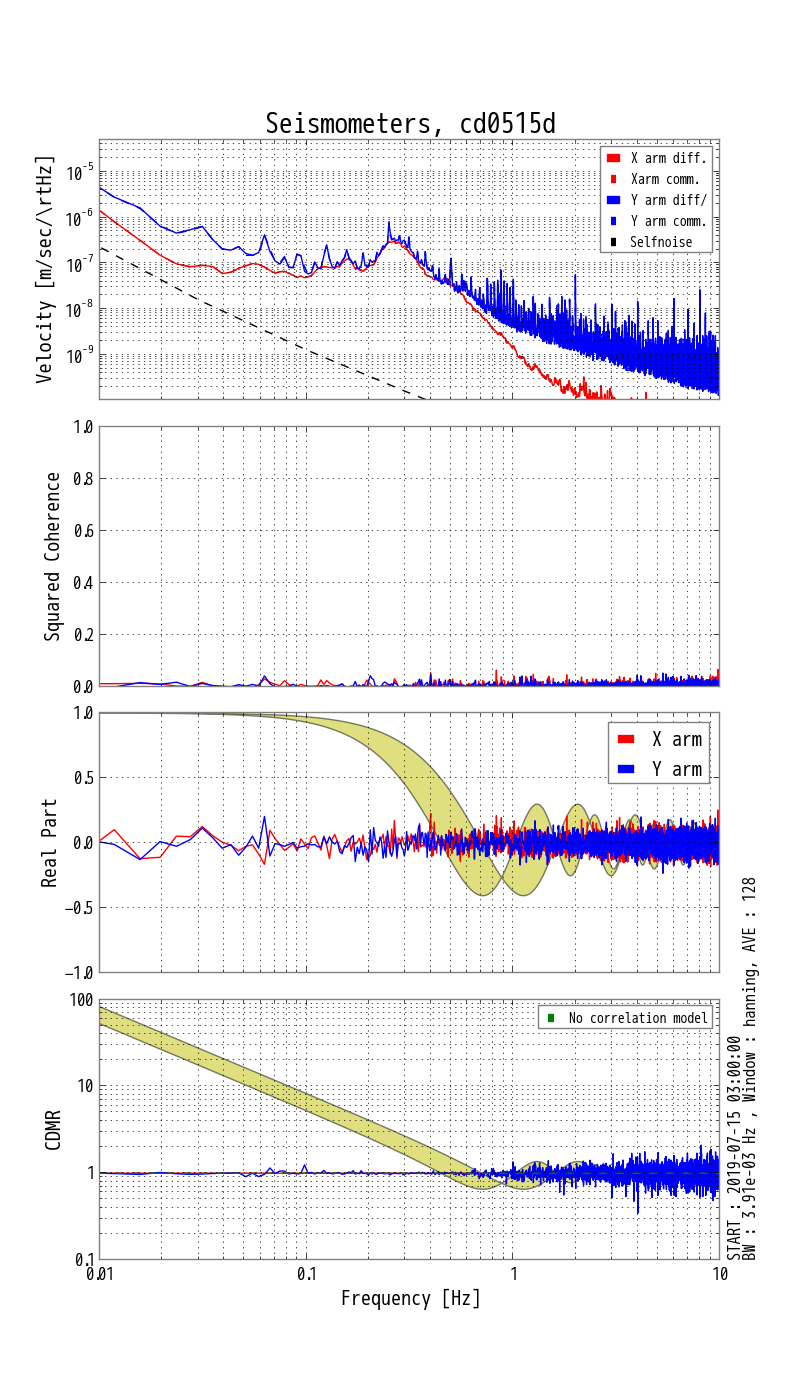 Seismometers, cd0515d
Velocity [m/sec/\rtHz]
10^-5
10^-6
10^-7
10^-8
10^-9
X arm diff.
Xarm comm.
Y arm diff/
Y arm comm.
Selfnoise
Squared Coherence
1.0
0.8
0.6
0.4
0.2
0.0
Real Part
1.0
0.5
0.0
−0.5
−1.0
X arm
Y arm
CDMR
100
10
1
0.1
No correlation model
0.01
0.1
1
10
Frequency [Hz]
START : 2019-07-15 03:00:00
BW : 3.91e-03 Hz , Window : hanning, AVE : 128